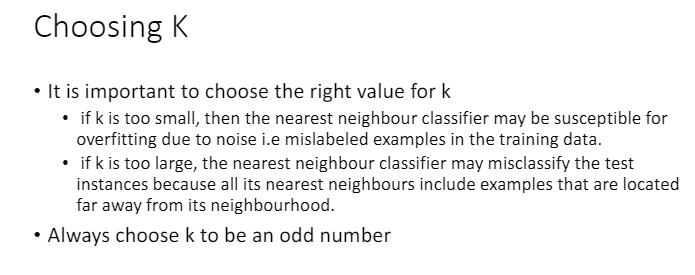 Choosing K
• It is important to choose the right value for k
• if k is too small, then the nearest neighbour classifier may be susceptible for
overfitting due to noise i.e mislabeled examples in the training data.
• if k is too large, the nearest neighbour classifier may misclassify the test
instances because all its nearest neighbours include examples that are located
far away from its neighbourhood.
• Always choose k to be an odd number